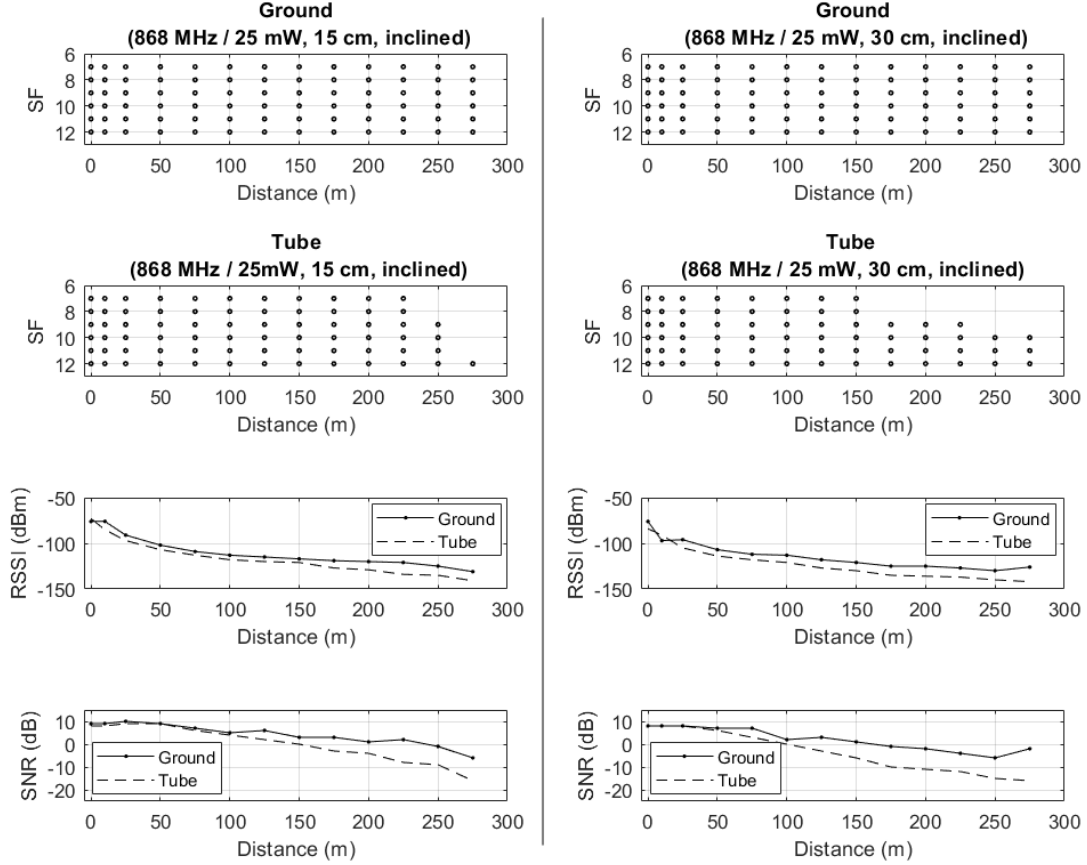 Ground
(868 MHz / 25 mW, 15 cm, inclined)
6
8
10
12
SF
0 50 100 150 200 250 300
Distance (m)
Tube
(868 MHz / 25mW, 15 cm, inclined)
6
8
10
12
SF
0 50 100 150 200 250 300
Distance (m)
-50
-100
-150
RSSI (dBm)
Ground
Tube
0 50 100 150 200 250 300
Distance (m)
10
0
-10
-20
SNR (dB)
Ground
Tube
0 50 100 150 200 250 300
Distance (m)
Ground
(868 MHz / 25 mW, 30 cm, inclined)
6
8
10
12
SF
0 50 100 150 200 250 300
Distance (m)
Tube
(868 MHz / 25 mW, 30 cm, inclined)
6
8
10
12
SF
0 50 100 150 200 250 300
Distance (m)
-50
-100
-150
RSSI (dBm)
Ground
Tube
0 50 100 150 200 250 300
Distance (m)
10
0
-10
-20
SNR (dB)
Ground
Tube
0 50 100 150 200 250 300
Distance (m)